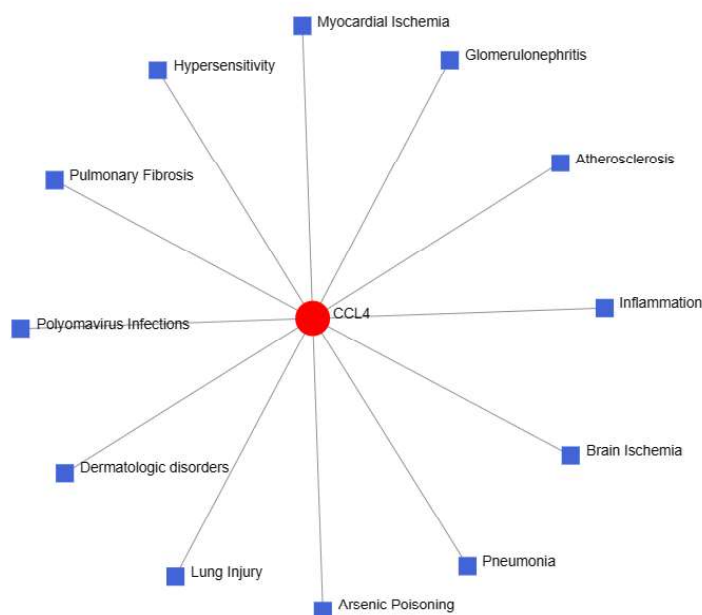 Myocardial Ischemia
Glomerulonephritis
Hypersensitivity
Atherosclerosis
Pulmonary Fibrosis
Inflammation
CCL4
Polyomavirus Infections
Brain Ischemia
Dermatologic disorders
Pneumonia
Lung Injury
Arsenic Poisoning